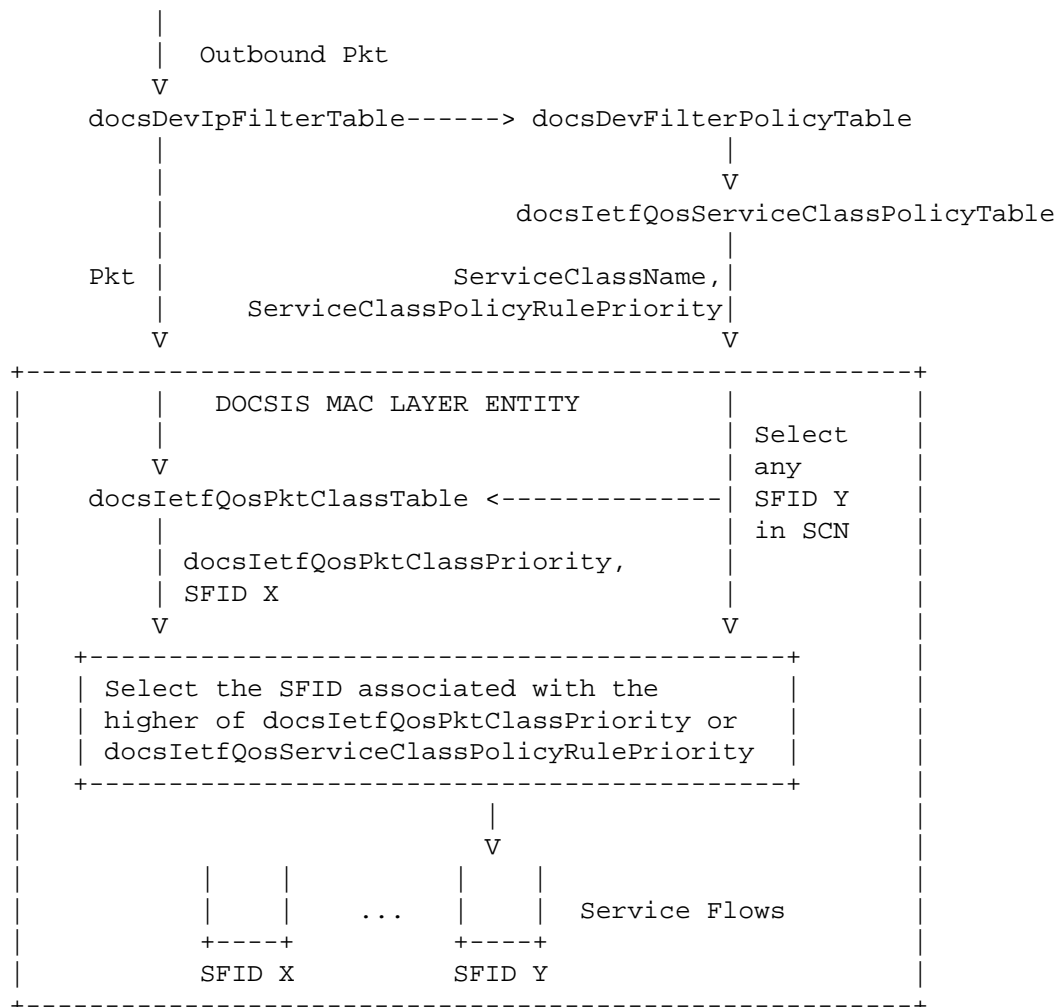 Outbound Pkt
docsDevIpFilterTable------> docsDevFilterPolicyTable
docsIetfQosServiceClassPolicyTable
Pkt ServiceClassName,
ServiceClassPolicyRulePriority
DOCSIS MAC LAYER ENTITY
Select
any
docsIetfQosPktClassTable <-------------- SFID Y
in SCN
docsIetfQosPktClassPriority,
SFID X
Select the SFID associated with the
higher of docsIetfQosPktClassPriority or
docsIetfQosServiceClassPolicyRulePriority
... Service Flows
SFID X SFID Y